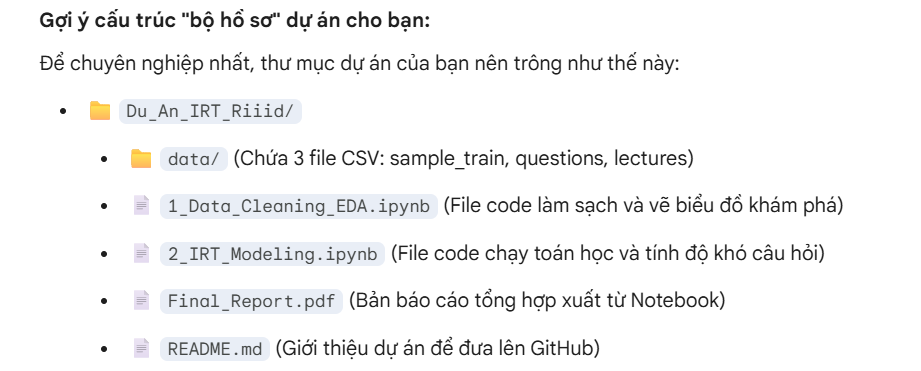 Gợi ý cấu trúc "bộ hồ sơ" dự án cho bạn:
Để chuyên nghiệp nhất, thư mục dự án của bạn nên trông như thế này:
Du_An_IRT_Riiid/
data/ (Chứa 3 file CSV: sample_train, questions, lectures)
1_Data_Cleaning_EDA.ipynb (File code làm sạch và vẽ biểu đồ khám phá)
2_IRT_Modeling.ipynb (File code chạy toán học và tính độ khó câu hỏi)
Final_Report.pdf (Bản báo cáo tổng hợp xuất từ Notebook)
README.md (Giới thiệu dự án để đưa lên GitHub)